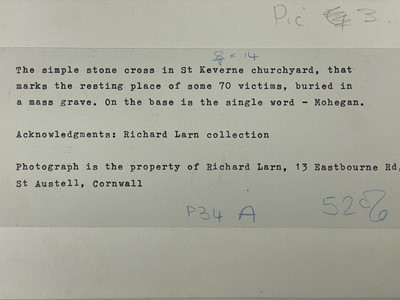 Pic 3.
8 x 14
The simple stone cross in St Keverne churchyard, that
marks the resting place of some 70 victims, buried in
a mass grave. On the base is the single word - Mohegan.
Acknowledgments: Richard Larn collection
Photograph is the property of Richard Larn, 13 Eastbourne Rd,
St Austell, Cornwall
P34 A
52%